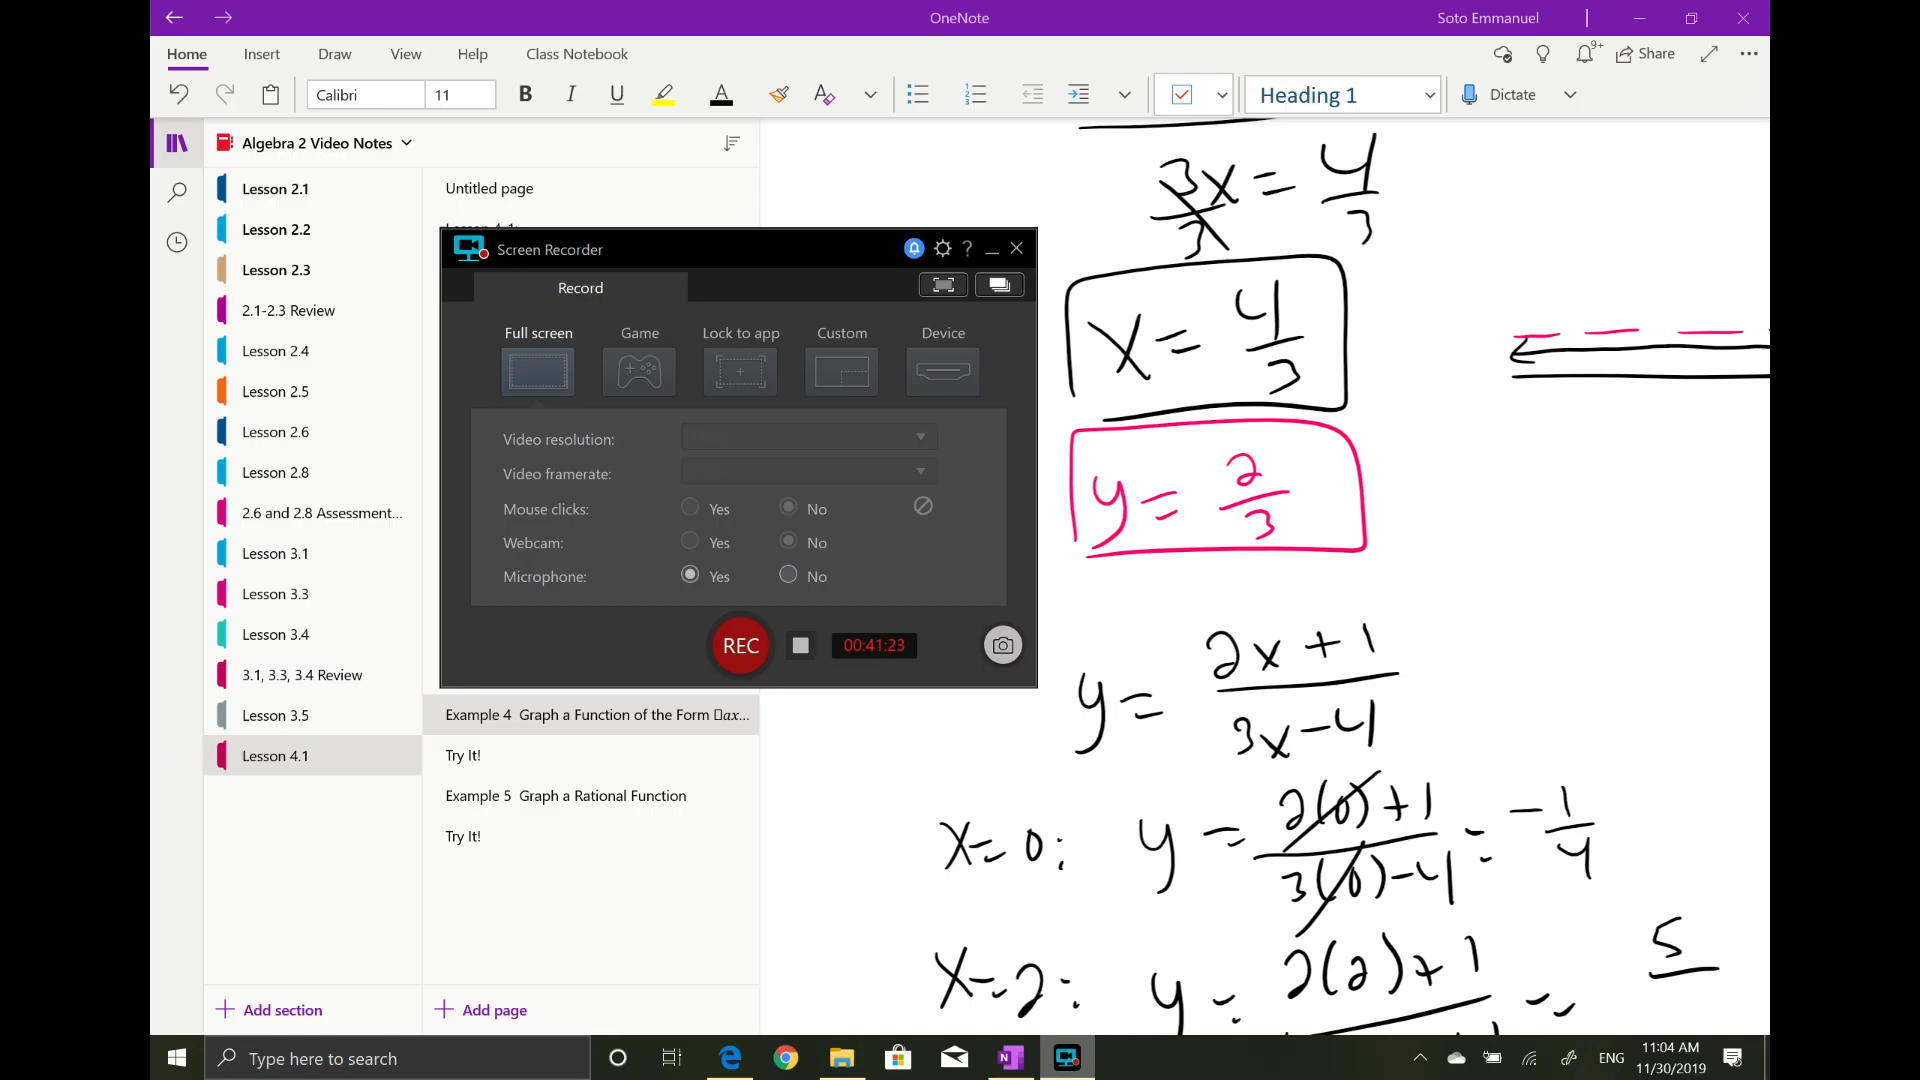 OneNote
Soto Emmanuel
Home Insert Draw View Help Class Notebook
9+
Share
Calibri 11 B I U A A Heading 1 Dictate
Algebra 2 Video Notes
Lesson 2.1
Lesson 2.2
Lesson 2.3
2.1-2.3 Review
Lesson 2.4
Lesson 2.5
Lesson 2.6
Lesson 2.8
2.6 and 2.8 Assessment...
Lesson 3.1
Lesson 3.3
Lesson 3.4
3.1, 3.3, 3.4 Review
Lesson 3.5
Lesson 4.1
Add section
Untitled page
Example 4 Graph a Function of the Form □ax...
Try It!
Example 5 Graph a Rational Function
Try It!
Add page
Screen Recorder
?
Record
Full screen Game Lock to app Custom Device
Video resolution:
Video framerate:
Mouse clicks: Yes No
Webcam: Yes No
Microphone: Yes No
REC 00:41:23
3x = 4
3 3
x = 4/3
y = 2/3
y = 2x + 1
3x - 4
x = 0: y = 2(0) + 1 = -1
3(0) - 4 4
x = 2: y = 2(2) + 1 = 5
Type here to search
ENG
11:04 AM
11/30/2019